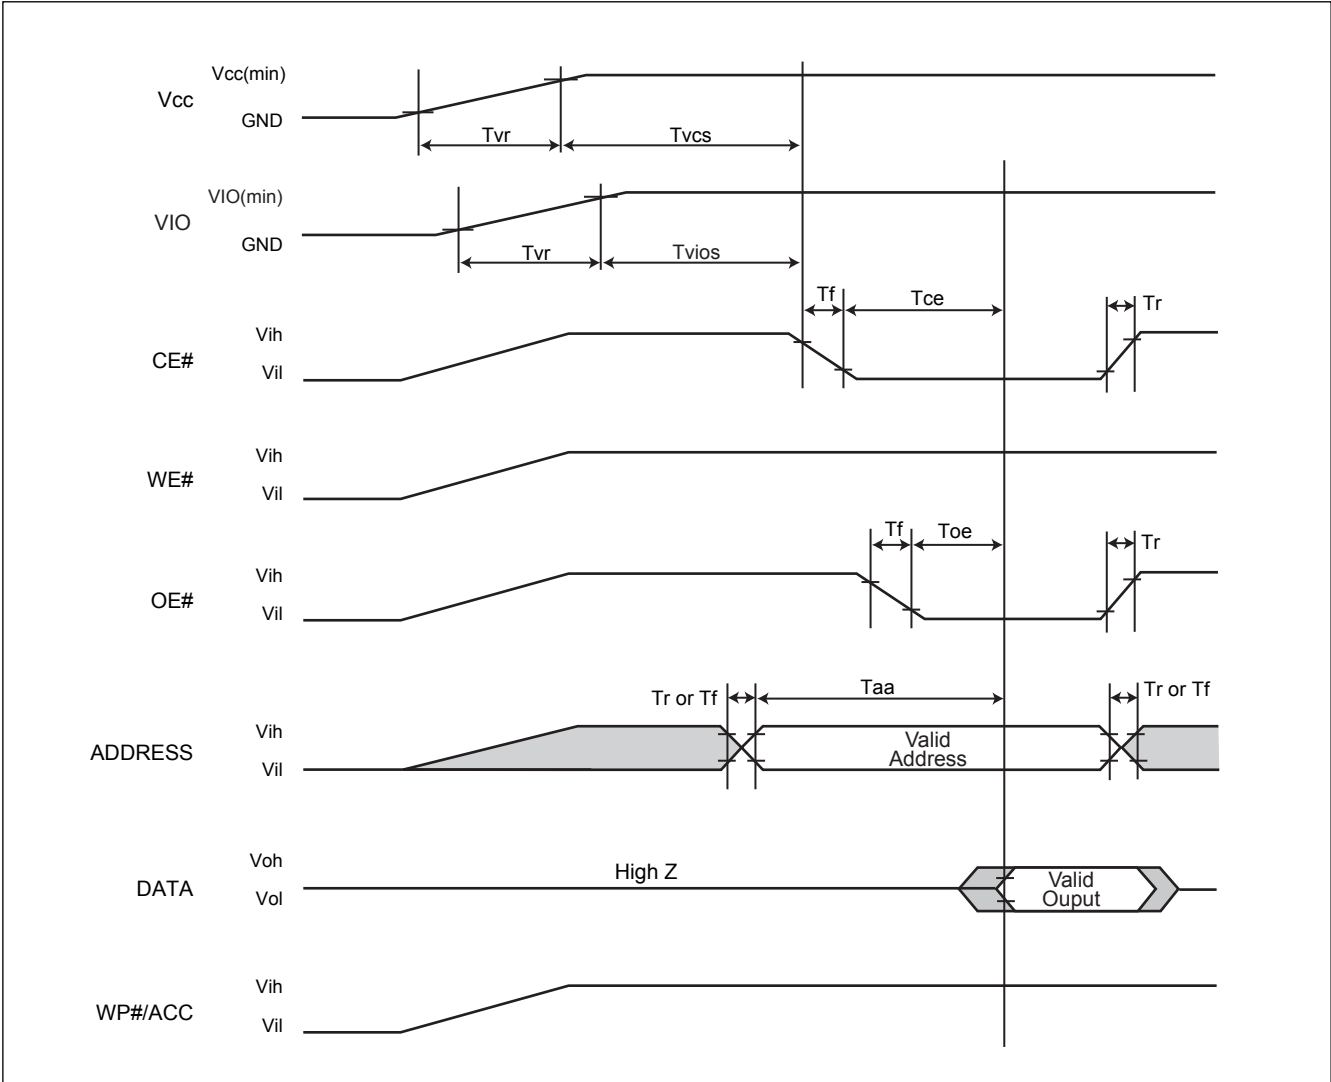 Vcc(min)
Vcc
GND
Tvr
Tvcs
VIO(min)
VIO
GND
Tvr
Tvios
Tf
Tce
Tr
Vih
CE#
Vil
Vih
WE#
Vil
Tf
Toe
Tr
Vih
OE#
Vil
Tr or Tf
Taa
Tr or Tf
Vih
ADDRESS
Vil
Valid
Address
Voh
DATA
Vol
High Z
Valid
Ouput
Vih
WP#/ACC
Vil